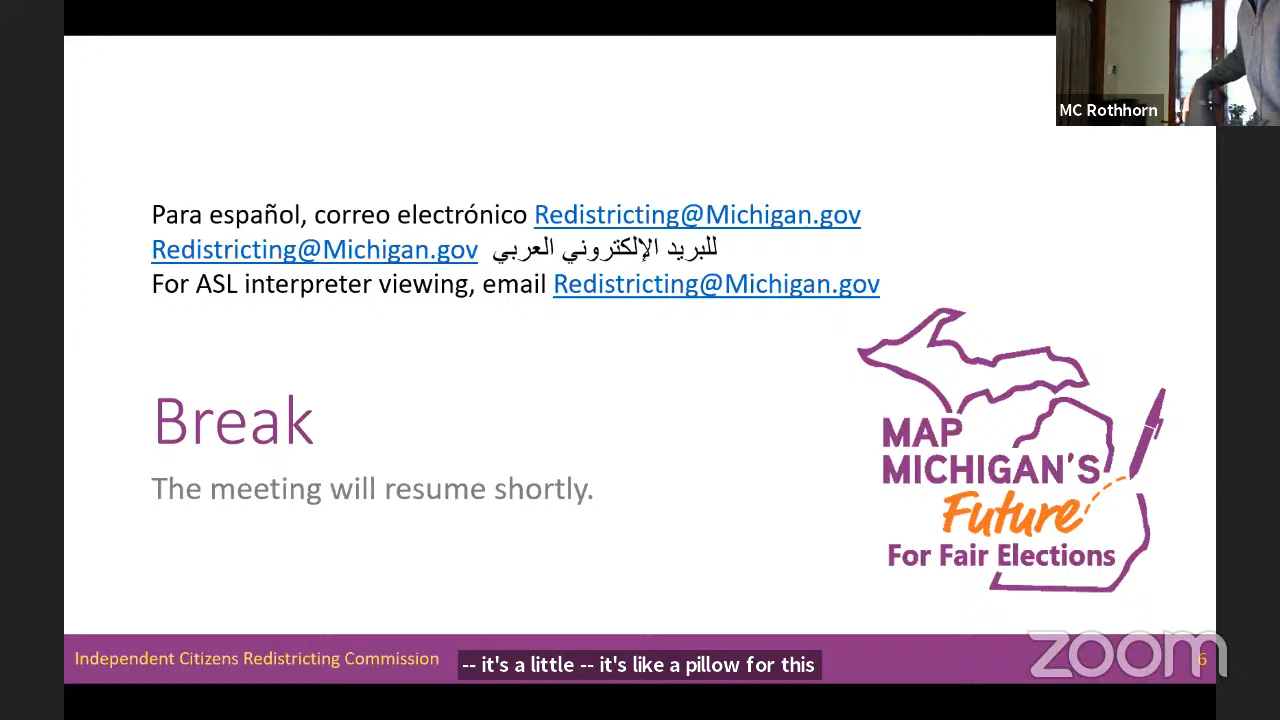 MC Rothhorn
Para español, correo electrónico Redistricting@Michigan.gov
Redistricting@Michigan.gov للبريد الإلكتروني العربي
For ASL interpreter viewing, email Redistricting@Michigan.gov
Break
The meeting will resume shortly.
MAP
MICHIGAN'S
Future
For Fair Elections
Independent Citizens Redistricting Commission
-- it's a little -- it's like a pillow for this
zoom
6